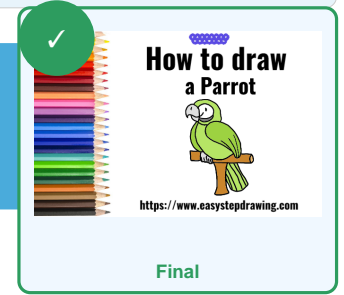 ✓
How to draw
a Parrot
https://www.easystepdrawing.com
Final